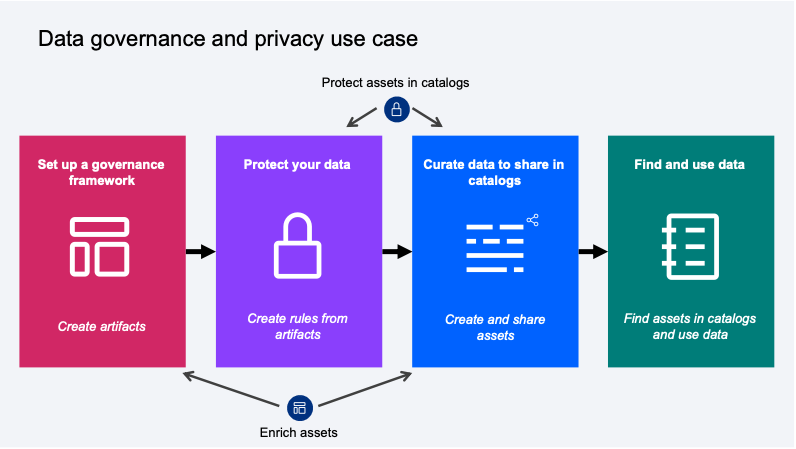 Data governance and privacy use case
Protect assets in catalogs
Set up a governance
framework
Create artifacts
Protect your data
Create rules from
artifacts
Curate data to share in
catalogs
Create and share
assets
Find and use data
Find assets in catalogs
and use data
Enrich assets